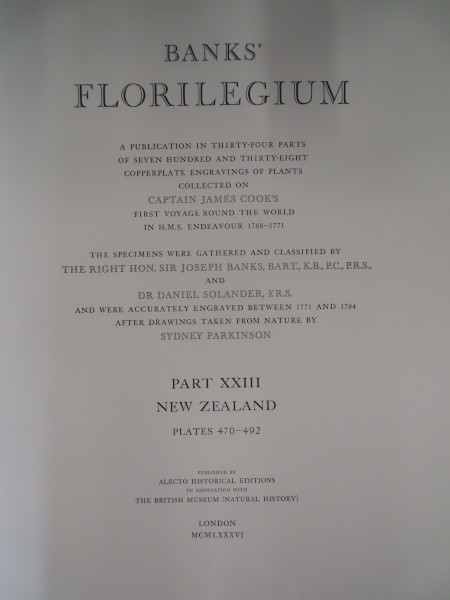 BANKS'
FLORILEGIUM
A PUBLICATION IN THIRTY-FOUR PARTS
OF SEVEN HUNDRED AND THIRTY-EIGHT
COPPERPLATE ENGRAVINGS OF PLANTS
COLLECTED ON
CAPTAIN JAMES COOK'S
FIRST VOYAGE ROUND THE WORLD
IN H.M.S. ENDEAVOUR 1768-1771
THE SPECIMENS WERE GATHERED AND CLASSIFIED BY
THE RIGHT HON. SIR JOSEPH BANKS, BART., K.B., P.C., P.R.S.,
AND
DR DANIEL SOLANDER, F.R.S.
AND WERE ACCURATELY ENGRAVED BETWEEN 1771 AND 1784
AFTER DRAWINGS TAKEN FROM NATURE BY
SYDNEY PARKINSON
PART XXIII
NEW ZEALAND
PLATES 470-492
PUBLISHED BY
ALECTO HISTORICAL EDITIONS
IN ASSOCIATION WITH
THE BRITISH MUSEUM (NATURAL HISTORY)
LONDON
MCMLXXXVI